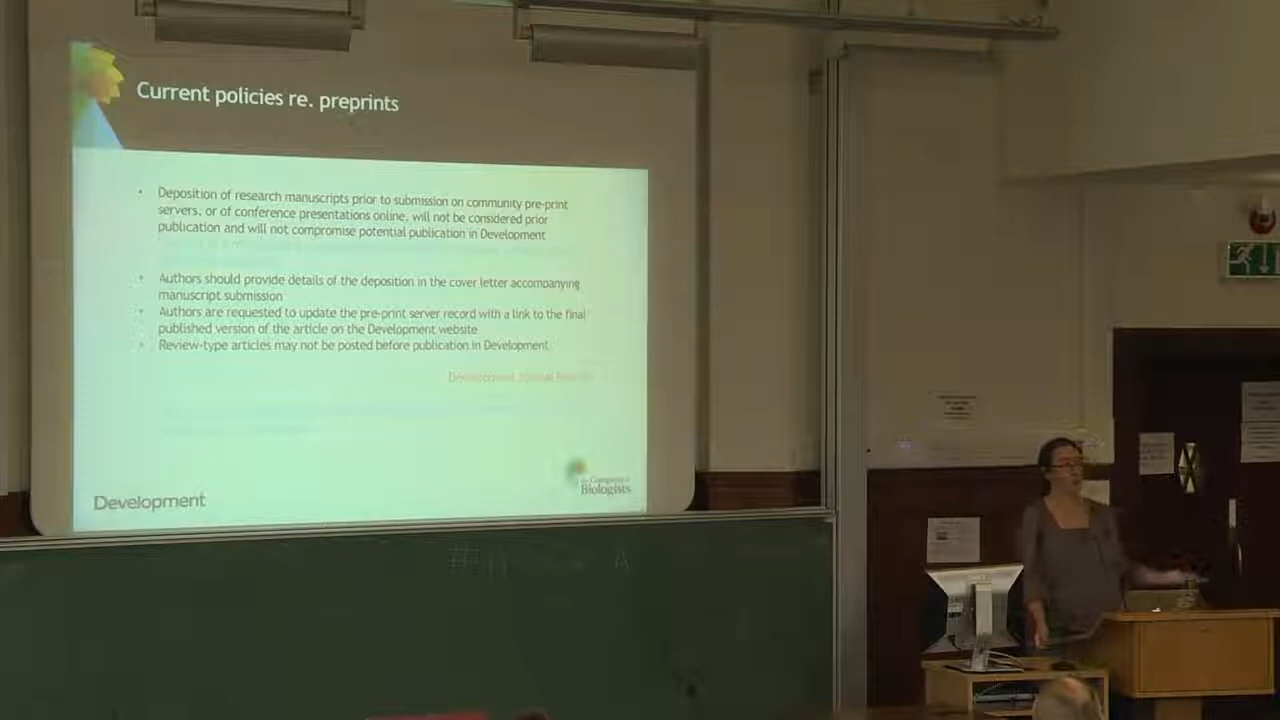 Current policies re. preprints
• Deposition of research manuscripts prior to submission on community pre-print
servers, or of conference presentations online, will not be considered prior
publication and will not compromise potential publication in Development
• Authors should provide details of the deposition in the cover letter accompanying
manuscript submission
• Authors are requested to update the pre-print server record with a link to the final
published version of the article on the Development website
• Review-type articles may not be posted before publication in Development
Development
Biologists